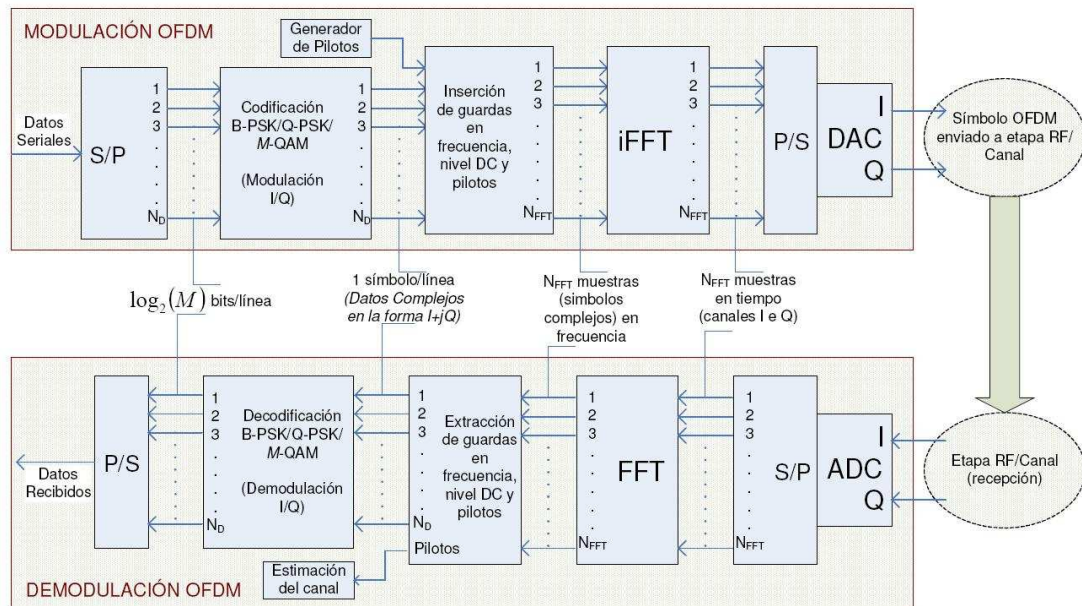 MODULACIÓN OFDM
Generador
de Pilotos
Datos
Seriales
S/P
1
2
3
N_D
Codificación
B-PSK/Q-PSK/
M-QAM
(Modulación
I/Q)
1
2
3
N_D
Inserción
de guardas
en
frecuencia,
nivel DC y
pilotos
1
2
3
N_FFT
iFFT
1
2
3
N_FFT
P/S
I
DAC
Q
Símbolo OFDM
enviado a etapa RF/
Canal
log₂(M) bits/línea
1 símbolo/línea
(Datos Complejos
en la forma I+jQ)
N_FFT muestras
(simbolos
complejos) en
frecuencia
N_FFT muestras
en tiempo
(canales I e Q)
Datos
Recibidos
P/S
1
2
3
N_D
Decodificación
B-PSK/Q-PSK/
M-QAM
(Demodulación
I/Q)
1
2
3
N_D
Pilotos
Extracción
de guardas
en
frecuencia,
nivel DC y
pilotos
1
2
3
N_FFT
FFT
1
2
3
N_FFT
S/P
I
ADC
Q
Etapa RF/Canal
(recepción)
Estimación
del canal
DEMODULACIÓN OFDM